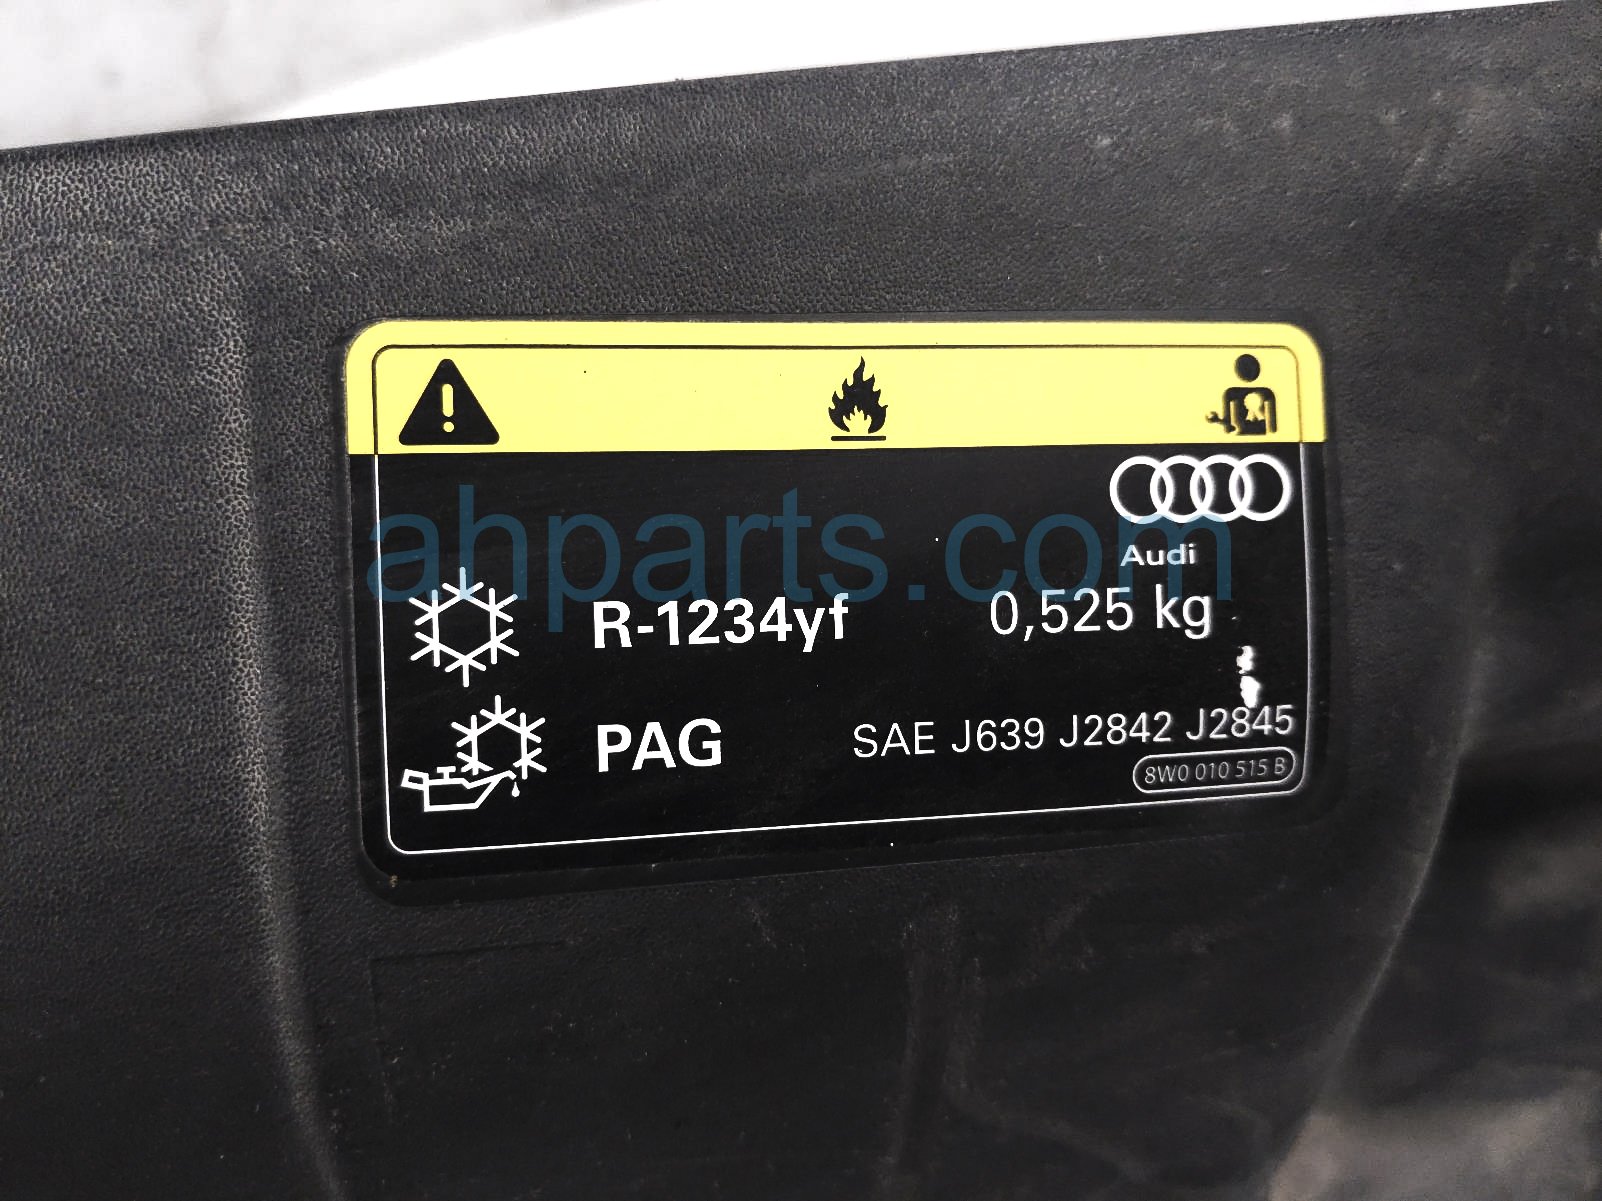 ahparts.com
Audi
R-1234yf 0,525 kg
PAG SAE J639 J2842 J2845
8W0 010 515 B